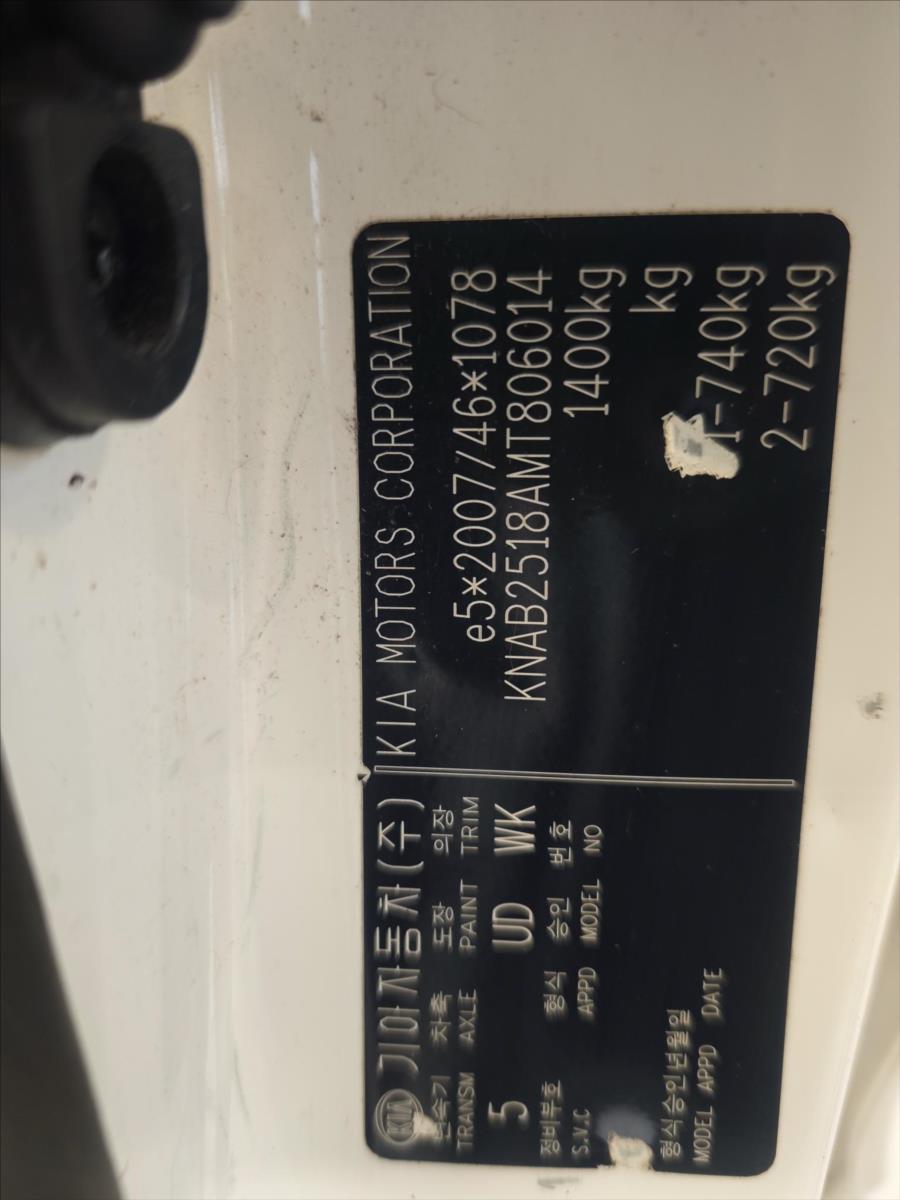 KIA 기아자동차(주) KIA MOTORS CORPORATION
변속기 차축 도장 의장
TRANSM AXLE PAINT TRIM
5 UD WK
e5*2007/46*1078
KNAB2518AMT806014
정비부호 형식 승인 번호
S.V.C APPD MODEL NO
1400kg
kg
형식승인년월일
MODEL APPD DATE
1-740kg
2-720kg